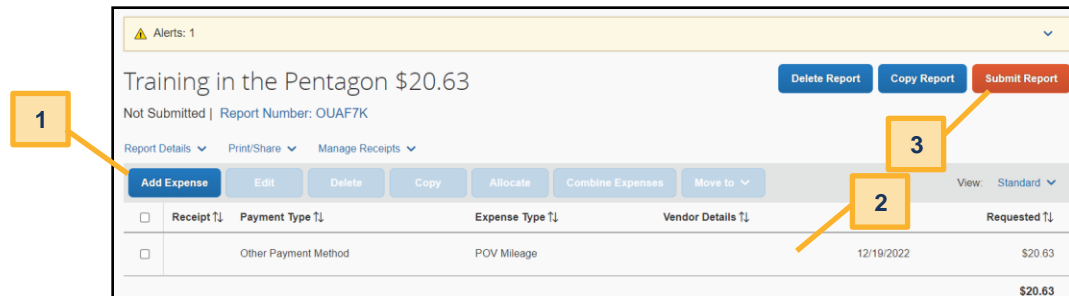 Alerts: 1
Training in the Pentagon $20.63
Delete Report Copy Report Submit Report
1
Not Submitted | Report Number: OUAF7K
3
Report Details Print/Share Manage Receipts
Add Expense Edit Delete Copy Allocate Combine Expenses Move to View: Standard
2
Receipt Payment Type Expense Type Vendor Details Requested
Other Payment Method POV Mileage 12/19/2022 $20.63
$20.63